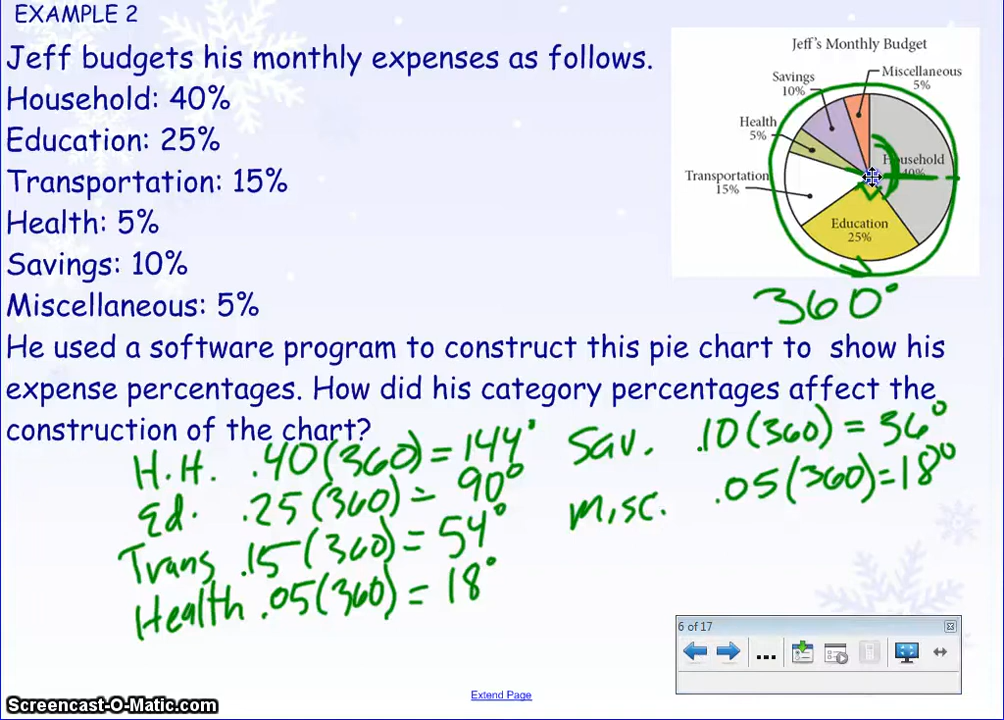 EXAMPLE 2
Jeff budgets his monthly expenses as follows.
Household: 40%
Education: 25%
Transportation: 15%
Health: 5%
Savings: 10%
Miscellaneous: 5%
Jeff's Monthly Budget
Savings
10%
Miscellaneous
5%
Health
5%
Household
40%
Transportation
15%
Education
25%
360°
He used a software program to construct this pie chart to show his
expense percentages. How did his category percentages affect the
construction of the chart?
H.H. .40(360) = 144°
Ed. .25(360) = 90°
Trans .15(360) = 54°
Health .05(360) = 18°
Sav. .10(360) = 36°
Misc. .05(360) = 18°
6 of 17
...
Extend Page
Screencast-O-Matic.com